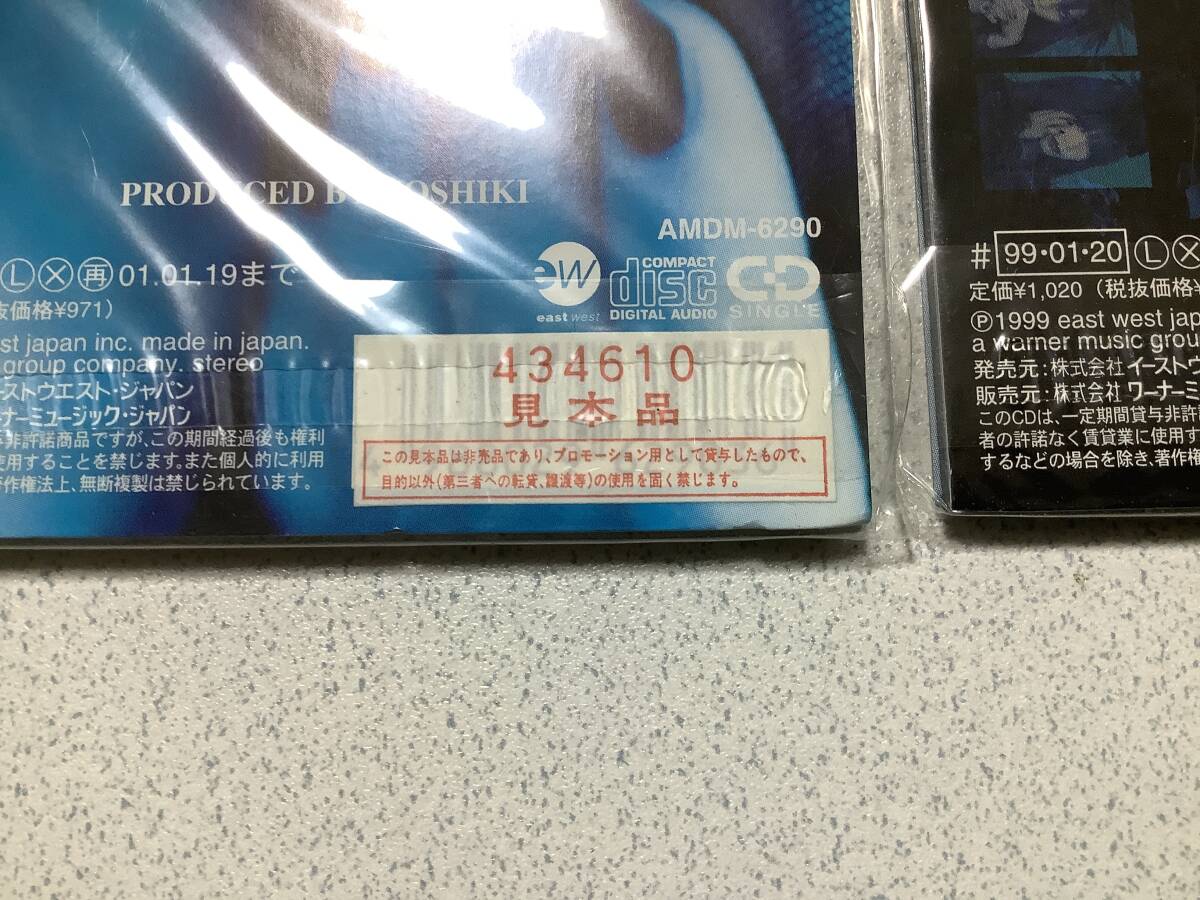 PRODUCED BY YOSHIKI
AMDM-6290
Ⓛ Ⓧ 再 01.01.19まで
抜価格¥971)
ew
east west
COMPACT
disc
DIGITAL AUDIO
CD
SINGLE
st japan inc. made in japan.
group company. stereo
ーストウエスト・ジャパン
ーナーミュージック・ジャパン
非許諾商品ですが、この期間経過後も権利
使用することを禁じます。また個人的に利用
著作権法上、無断複製は禁じられています。
434610
見本品
この見本品は非売品であり、プロモーション用として貸与したもので、
目的以外(第三者への転貸、譲渡等)の使用を固く禁じます。
# 99・01・20 Ⓛ Ⓧ
定価¥1,020 (税抜価格¥
Ⓟ 1999 east west jap
a warner music grou
発売元:株式会社イーストウ
販売元:株式会社ワーナーミ
このCDは、一定期間貸与非許
者の許諾なく賃貸業に使用す
するなどの場合を除き、著作権